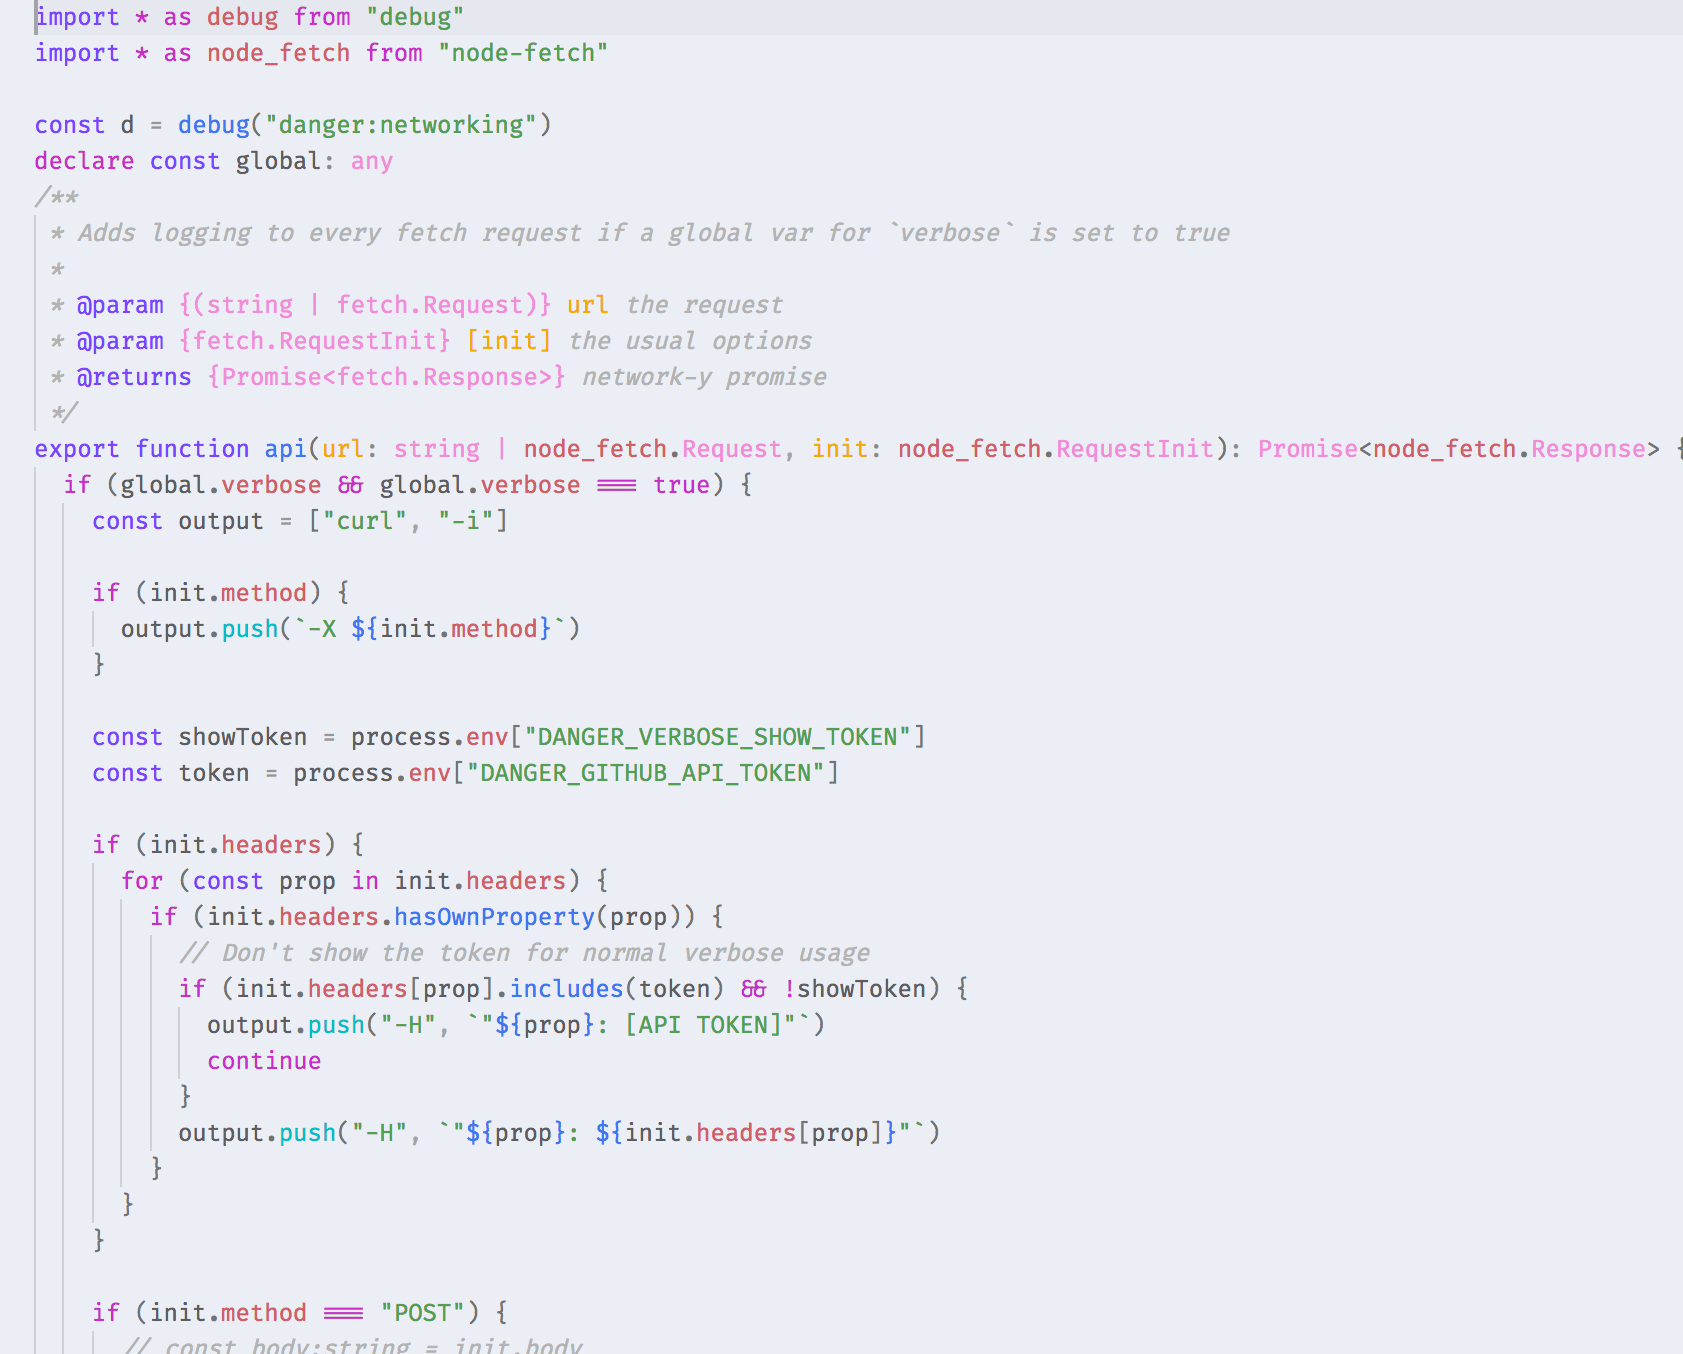 import * as debug from "debug"
import * as node_fetch from "node-fetch"

const d = debug("danger:networking")
declare const global: any
/**
 * Adds logging to every fetch request if a global var for `verbose` is set to true
 *
 * @param {(string | fetch.Request)} url the request
 * @param {fetch.RequestInit} [init] the usual options
 * @returns {Promise<fetch.Response>} network-y promise
 */
export function api(url: string | node_fetch.Request, init: node_fetch.RequestInit): Promise<node_fetch.Response> {
  if (global.verbose && global.verbose === true) {
    const output = ["curl", "-i"]

    if (init.method) {
      output.push(`-X ${init.method}`)
    }

    const showToken = process.env["DANGER_VERBOSE_SHOW_TOKEN"]
    const token = process.env["DANGER_GITHUB_API_TOKEN"]

    if (init.headers) {
      for (const prop in init.headers) {
        if (init.headers.hasOwnProperty(prop)) {
          // Don't show the token for normal verbose usage
          if (init.headers[prop].includes(token) && !showToken) {
            output.push("-H", `"${prop}: [API TOKEN]"`)
            continue
          }
          output.push("-H", `"${prop}: ${init.headers[prop]}"`)
        }
      }
    }

    if (init.method === "POST") {
      // const body:string = init.body